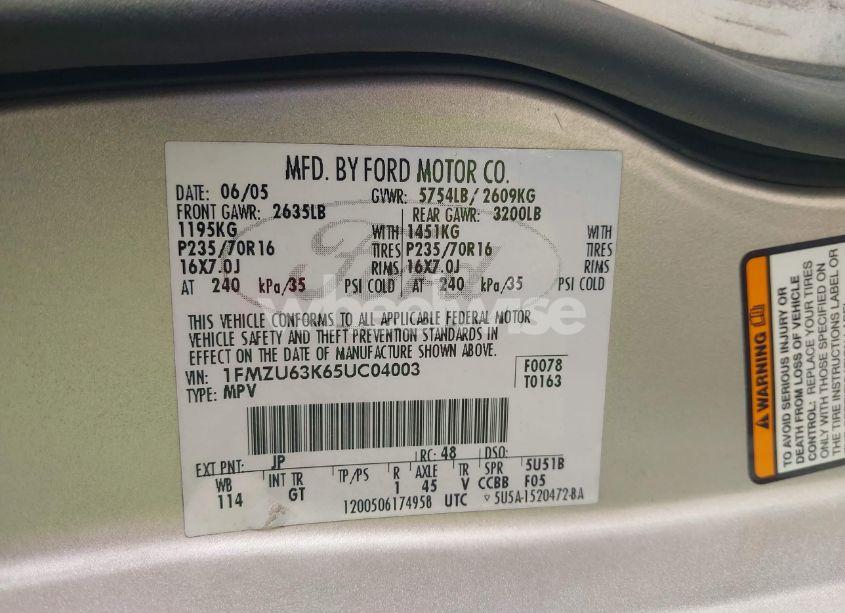 MFD. BY FORD MOTOR CO.
DATE: 06/05 GVWR: 5754LB/ 2609KG
FRONT GAWR: 2635LB REAR GAWR: 3200LB
1195KG WITH 1451KG WITH
P235/70R16 TIRES P235/70R16 TIRES
16X7.0J RIMS 16X7.0J RIMS
AT 240 kPa/35 PSI COLD AT 240 kPa/35 PSI COLD
Ford
wheelwise
THIS VEHICLE CONFORMS TO ALL APPLICABLE FEDERAL MOTOR
VEHICLE SAFETY AND THEFT PREVENTION STANDARDS IN
EFFECT ON THE DATE OF MANUFACTURE SHOWN ABOVE.
VIN: 1FMZU63K65UC04003 F0078
TYPE: MPV T0163
EXT PNT: JP RC: 48 DSO:
WB INT TR TP/PS R AXLE TR SPR 5U51B
114 GT 1 45 V CCBB F05
1200506174958 UTC ▽5U5A-1520472-BA
WARNING
TO AVOID SERIOUS INJURY OR
DEATH FROM LOSS OF VEHICLE
CONTROL: REPLACE YOUR TIRES
ONLY WITH THOSE SPECIFIED ON
THE TIRE INSTRUCTIONS LABEL